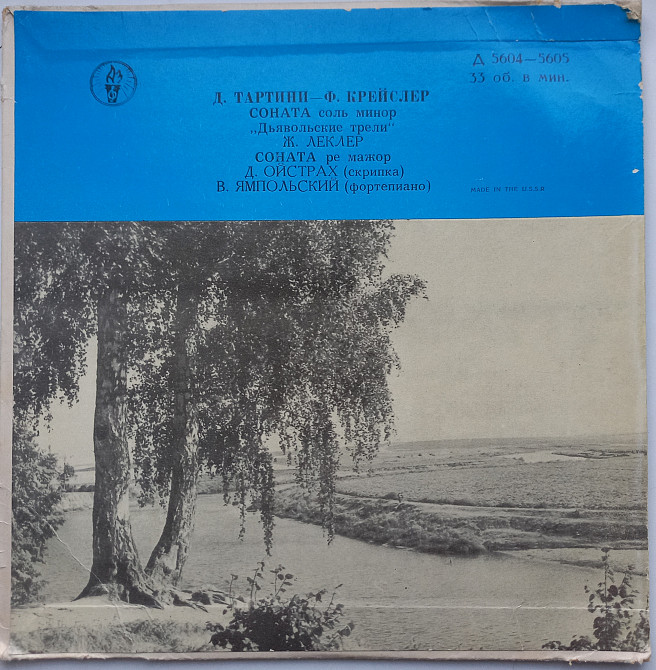 Д 5604—5605
33 об. в мин.
Д. ТАРТИНИ—Ф. КРЕЙСЛЕР
СОНАТА соль минор
„Дьявольские трели"
Ж. ЛЕКЛЕР
СОНАТА ре мажор
Д. ОЙСТРАХ (скрипка)
В. ЯМПОЛЬСКИЙ (фортепиано)
MADE IN THE U.S.S.R